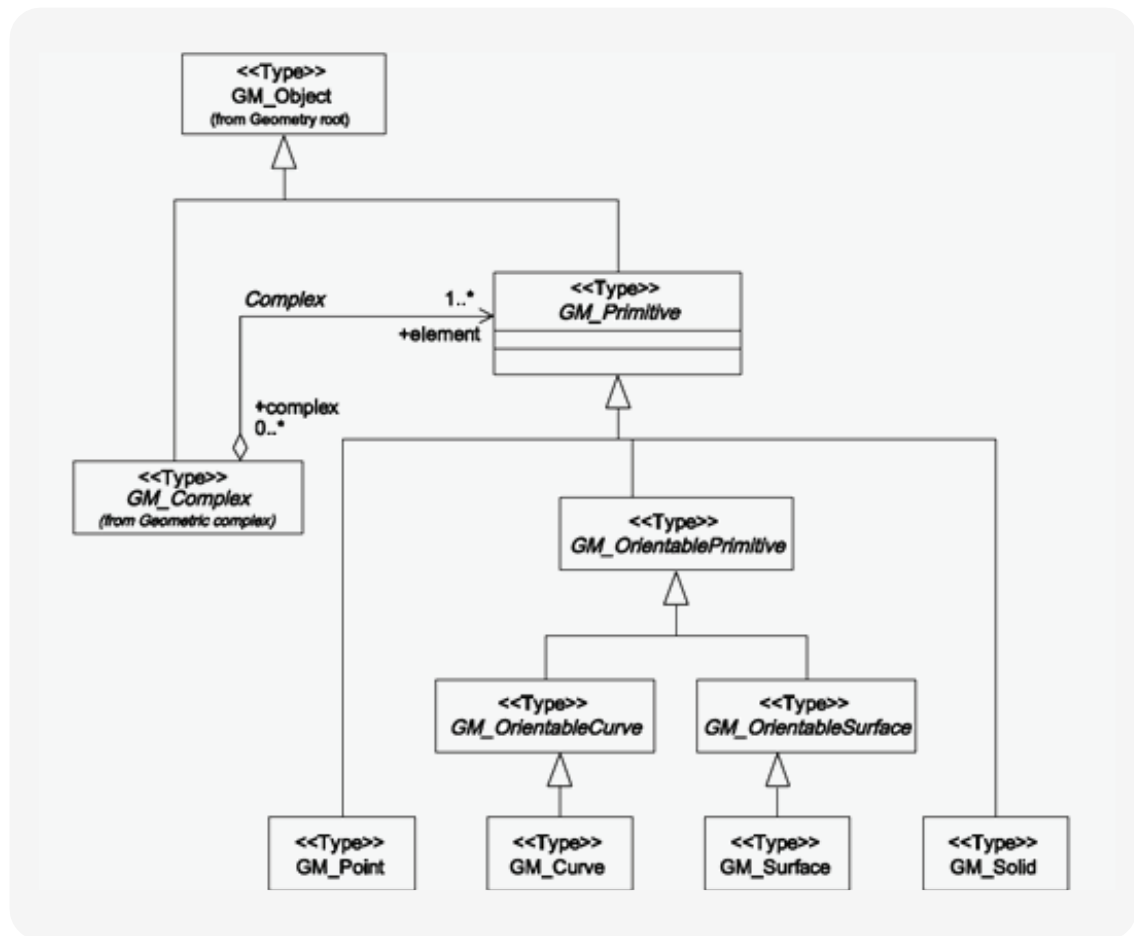 <<Type>>
GM_Object
(from Geometry root)
<<Type>>
GM_Primitive
Complex
1..*
+element
+complex
0..*
<<Type>>
GM_Complex
(from Geometric complex)
<<Type>>
GM_OrientablePrimitive
<<Type>>
GM_OrientableCurve
<<Type>>
GM_OrientableSurface
<<Type>>
GM_Point
<<Type>>
GM_Curve
<<Type>>
GM_Surface
<<Type>>
GM_Solid